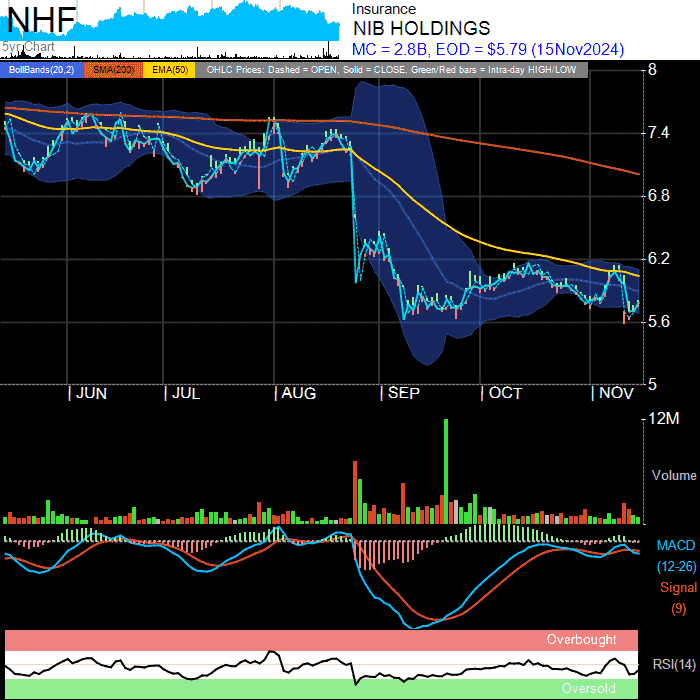 NHF
5yr Chart
Insurance
NIB HOLDINGS
MC = 2.8B, EOD = $5.79 (15Nov2024)
BollBands(20,2) SMA(200) EMA(50) OHLC Prices: Dashed = OPEN, Solid = CLOSE, Green/Red bars = Intra-day HIGH/LOW
8
7.4
6.8
6.2
5.6
5
JUN JUL AUG SEP OCT NOV
12M
Volume
MACD
(12-26)
Signal
(9)
Overbought
RSI(14)
Oversold